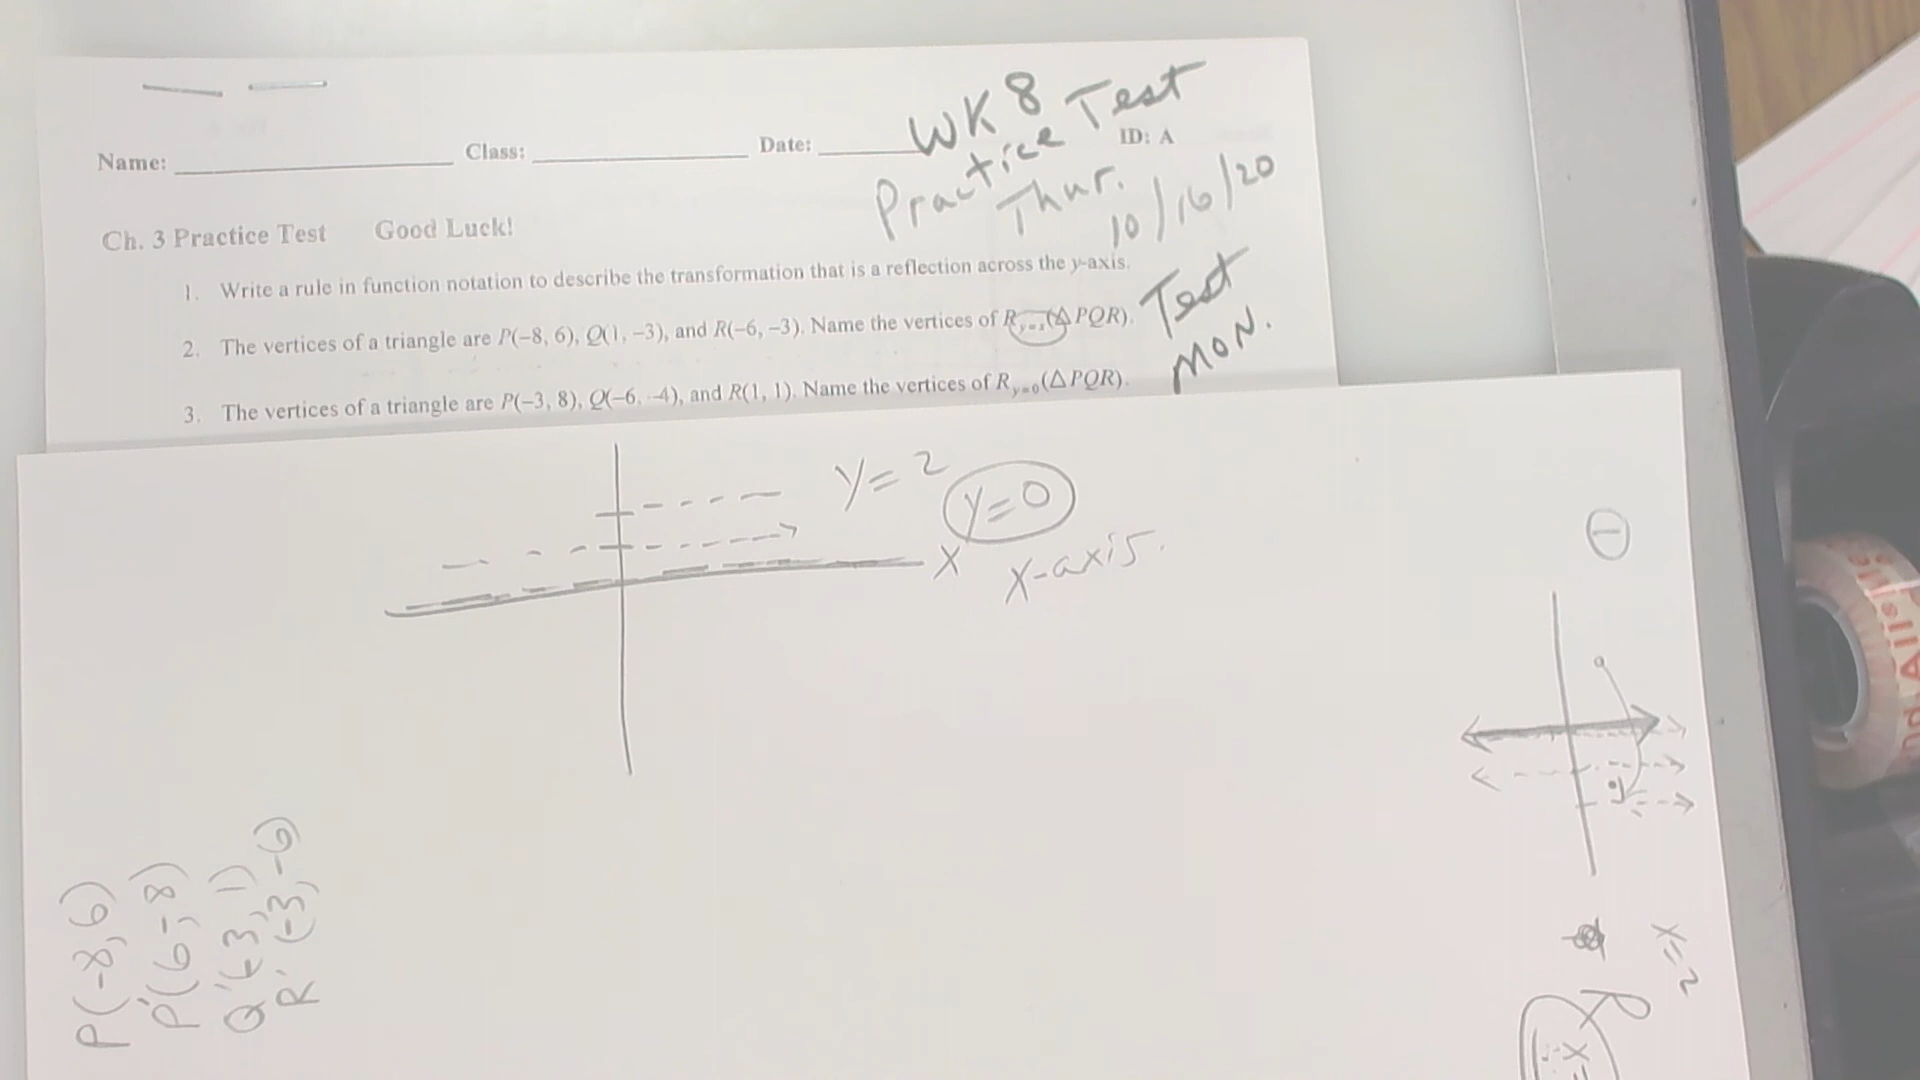 WK 8
Practice Test
Name: Class: Date: ID: A
Thur.
10/16/20
Ch. 3 Practice Test Good Luck!
1. Write a rule in function notation to describe the transformation that is a reflection across the y-axis.
Test
MON.
2. The vertices of a triangle are P(−8, 6), Q(1, −3), and R(−6, −3). Name the vertices of R y=x (△PQR).
3. The vertices of a triangle are P(−3, 8), Q(−6, −4), and R(1, 1). Name the vertices of R y=0 (△PQR).
y = 2
y=0
X
X-axis.
P(-8,6)
P'(6,-8)
Q'(-3,1)
R'(-3,-6)
x=2
R